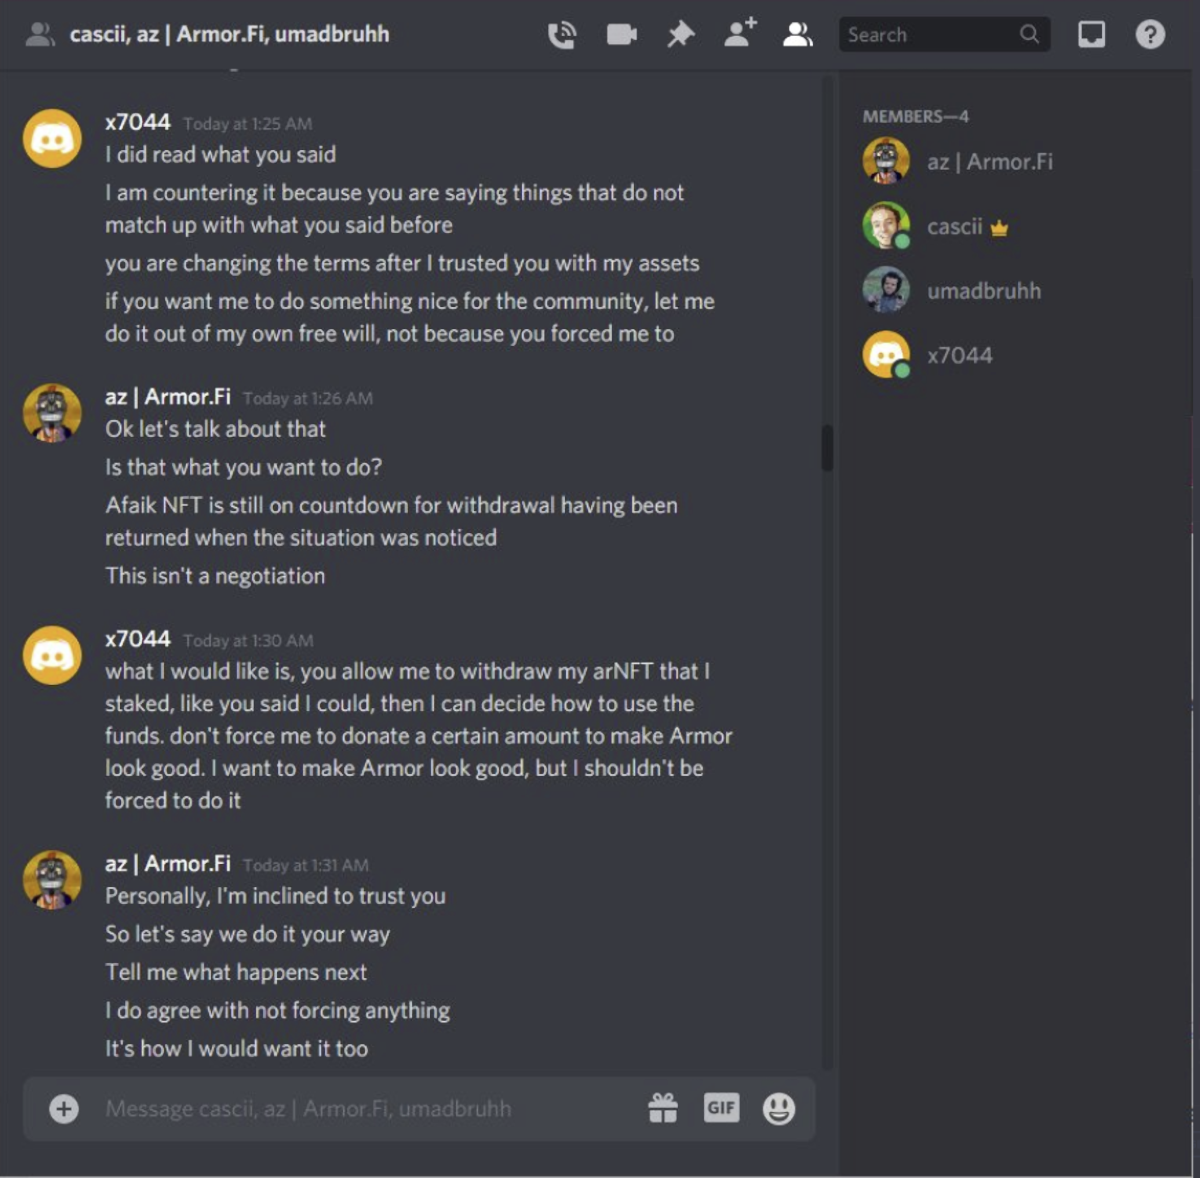 cascii, az | Armor.Fi, umadbruhh
Search
x7044 Today at 1:25 AM
I did read what you said
I am countering it because you are saying things that do not
match up with what you said before
you are changing the terms after I trusted you with my assets
if you want me to do something nice for the community, let me
do it out of my own free will, not because you forced me to
az | Armor.Fi Today at 1:26 AM
Ok let's talk about that
Is that what you want to do?
Afaik NFT is still on countdown for withdrawal having been
returned when the situation was noticed
This isn't a negotiation
x7044 Today at 1:30 AM
what I would like is, you allow me to withdraw my arNFT that I
staked, like you said I could, then I can decide how to use the
funds. don't force me to donate a certain amount to make Armor
look good. I want to make Armor look good, but I shouldn't be
forced to do it
az | Armor.Fi Today at 1:31 AM
Personally, I'm inclined to trust you
So let's say we do it your way
Tell me what happens next
I do agree with not forcing anything
It's how I would want it too
Message cascii, az | Armor.Fi, umadbruhh
GIF
MEMBERS—4
az | Armor.Fi
cascii
umadbruhh
x7044